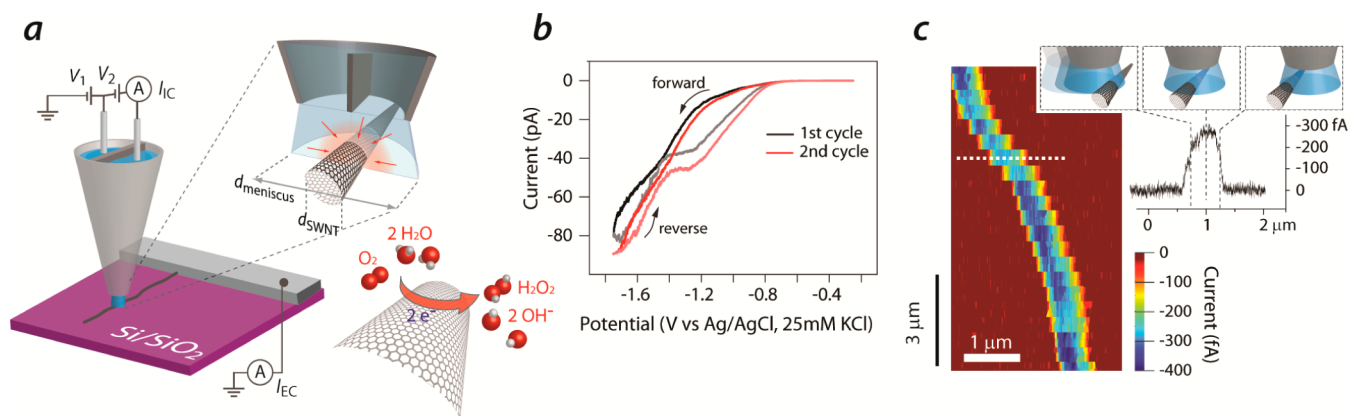 a
V1
V2
A
IIC
dmeniscus
dSWNT
2 H2O
O2
H2O2
2 e-
2 OH−
Si/SiO2
A
IEC
b
0
-20
-40
-60
-80
Current (pA)
forward
1st cycle
2nd cycle
reverse
-1.6
-1.2
-0.8
-0.4
Potential (V vs Ag/AgCl, 25mM KCl)
c
-300 fA
-200
-100
0
0
1
2 μm
3 μm
1 μm
0
-100
-200
-300
-400
Current (fA)